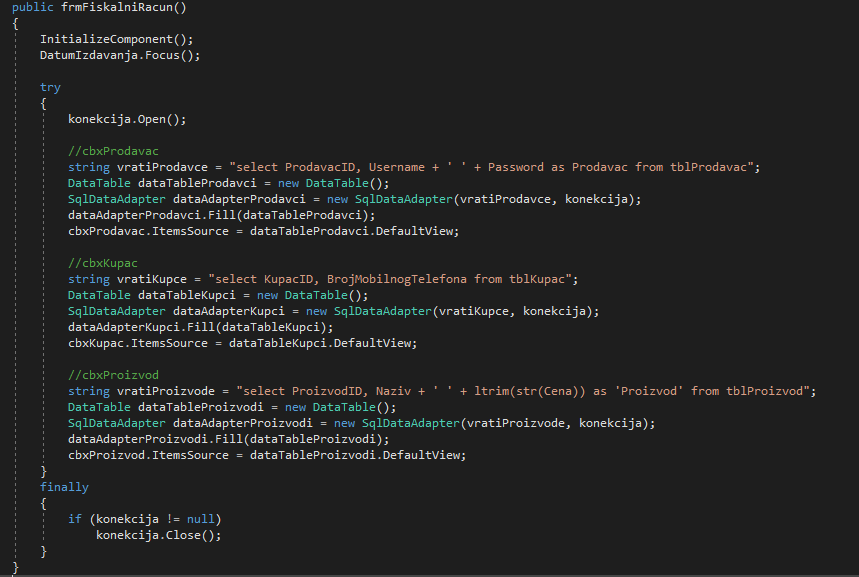 public frmFiskalniRacun()
{
InitializeComponent();
DatumIzdavanja.Focus();
try
{
konekcija.Open();
//cbxProdavac
string vratiProdavce = "select ProdavacID, Username + ' ' + Password as Prodavac from tblProdavac";
DataTable dataTableProdavci = new DataTable();
SqlDataAdapter dataAdapterProdavci = new SqlDataAdapter(vratiProdavce, konekcija);
dataAdapterProdavci.Fill(dataTableProdavci);
cbxProdavac.ItemsSource = dataTableProdavci.DefaultView;
//cbxKupac
string vratiKupce = "select KupacID, BrojMobilnogTelefona from tblKupac";
DataTable dataTableKupci = new DataTable();
SqlDataAdapter dataAdapterKupci = new SqlDataAdapter(vratiKupce, konekcija);
dataAdapterKupci.Fill(dataTableKupci);
cbxKupac.ItemsSource = dataTableKupci.DefaultView;
//cbxProizvod
string vratiProizvode = "select ProizvodID, Naziv + ' ' + ltrim(str(Cena)) as 'Proizvod' from tblProizvod";
DataTable dataTableProizvodi = new DataTable();
SqlDataAdapter dataAdapterProizvodi = new SqlDataAdapter(vratiProizvode, konekcija);
dataAdapterProizvodi.Fill(dataTableProizvodi);
cbxProizvod.ItemsSource = dataTableProizvodi.DefaultView;
}
finally
{
if (konekcija != null)
konekcija.Close();
}
}